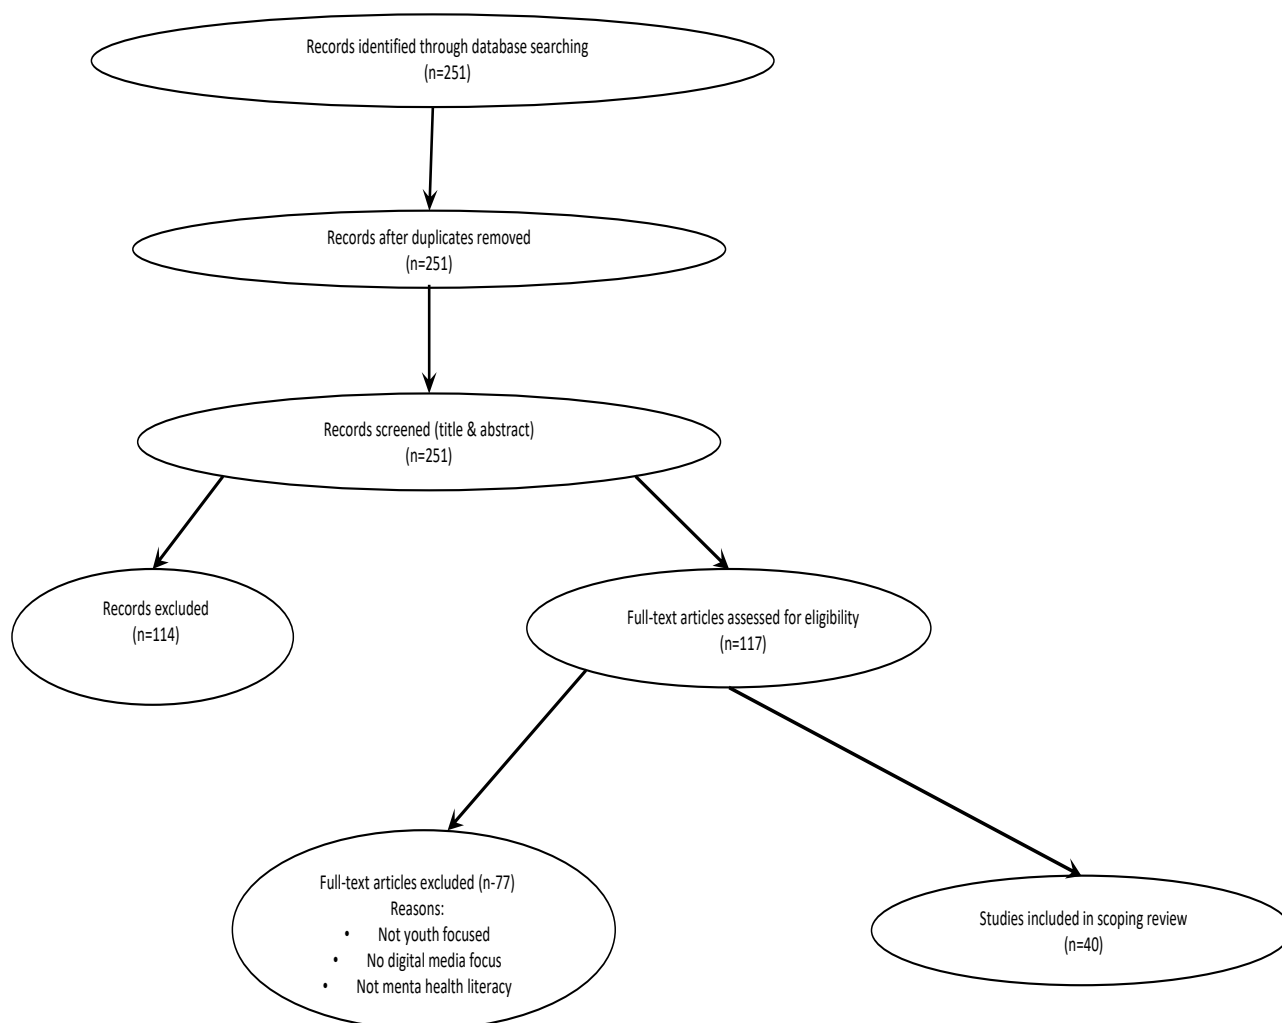 Records identified through database searching
(n=251)
Records after duplicates removed
(n=251)
Records screened (title & abstract)
(n=251)
Records excluded
(n=114)
Full-text articles assessed for eligibility
(n=117)
Full-text articles excluded (n-77)
Reasons:
• Not youth focused
• No digital media focus
• Not menta health literacy
Studies included in scoping review
(n=40)